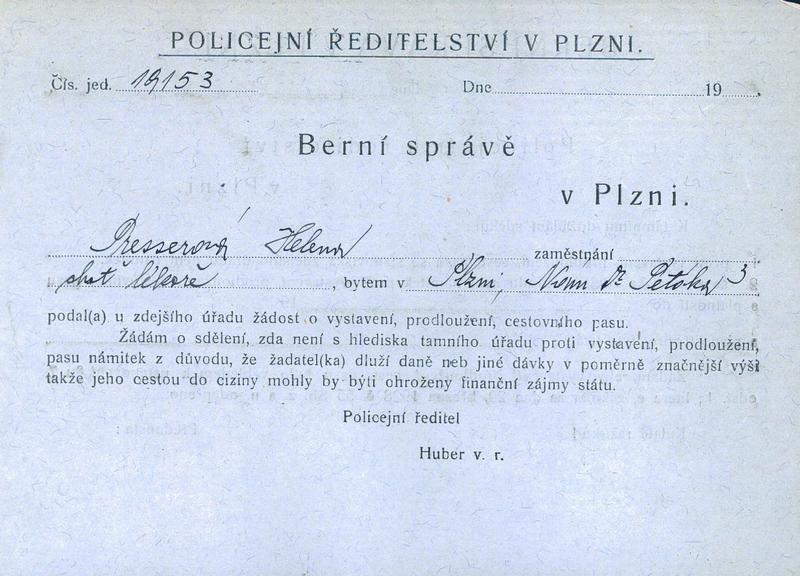 POLICEJNÍ ŘEDITELSTVÍ V PLZNI.
Čís. jed. 19153 Dne 19
Berní správě
v Plzni.
Presserová Helena zaměstnání
choť lékaře, bytem v Plzni, Nám Dr Pětoka 3
podal(a) u zdejšího úřadu žádost o vystavení, prodloužení, cestovního pasu.
Žádám o sdělení, zda není s hlediska tamního úřadu proti vystavení, prodloužení,
pasu námitek z důvodu, že žadatel(ka) dluží daně neb jiné dávky v poměrně značnější výši
takže jeho cestou do ciziny mohly by býti ohroženy finanční zájmy státu.
Policejní ředitel
Huber v. r.